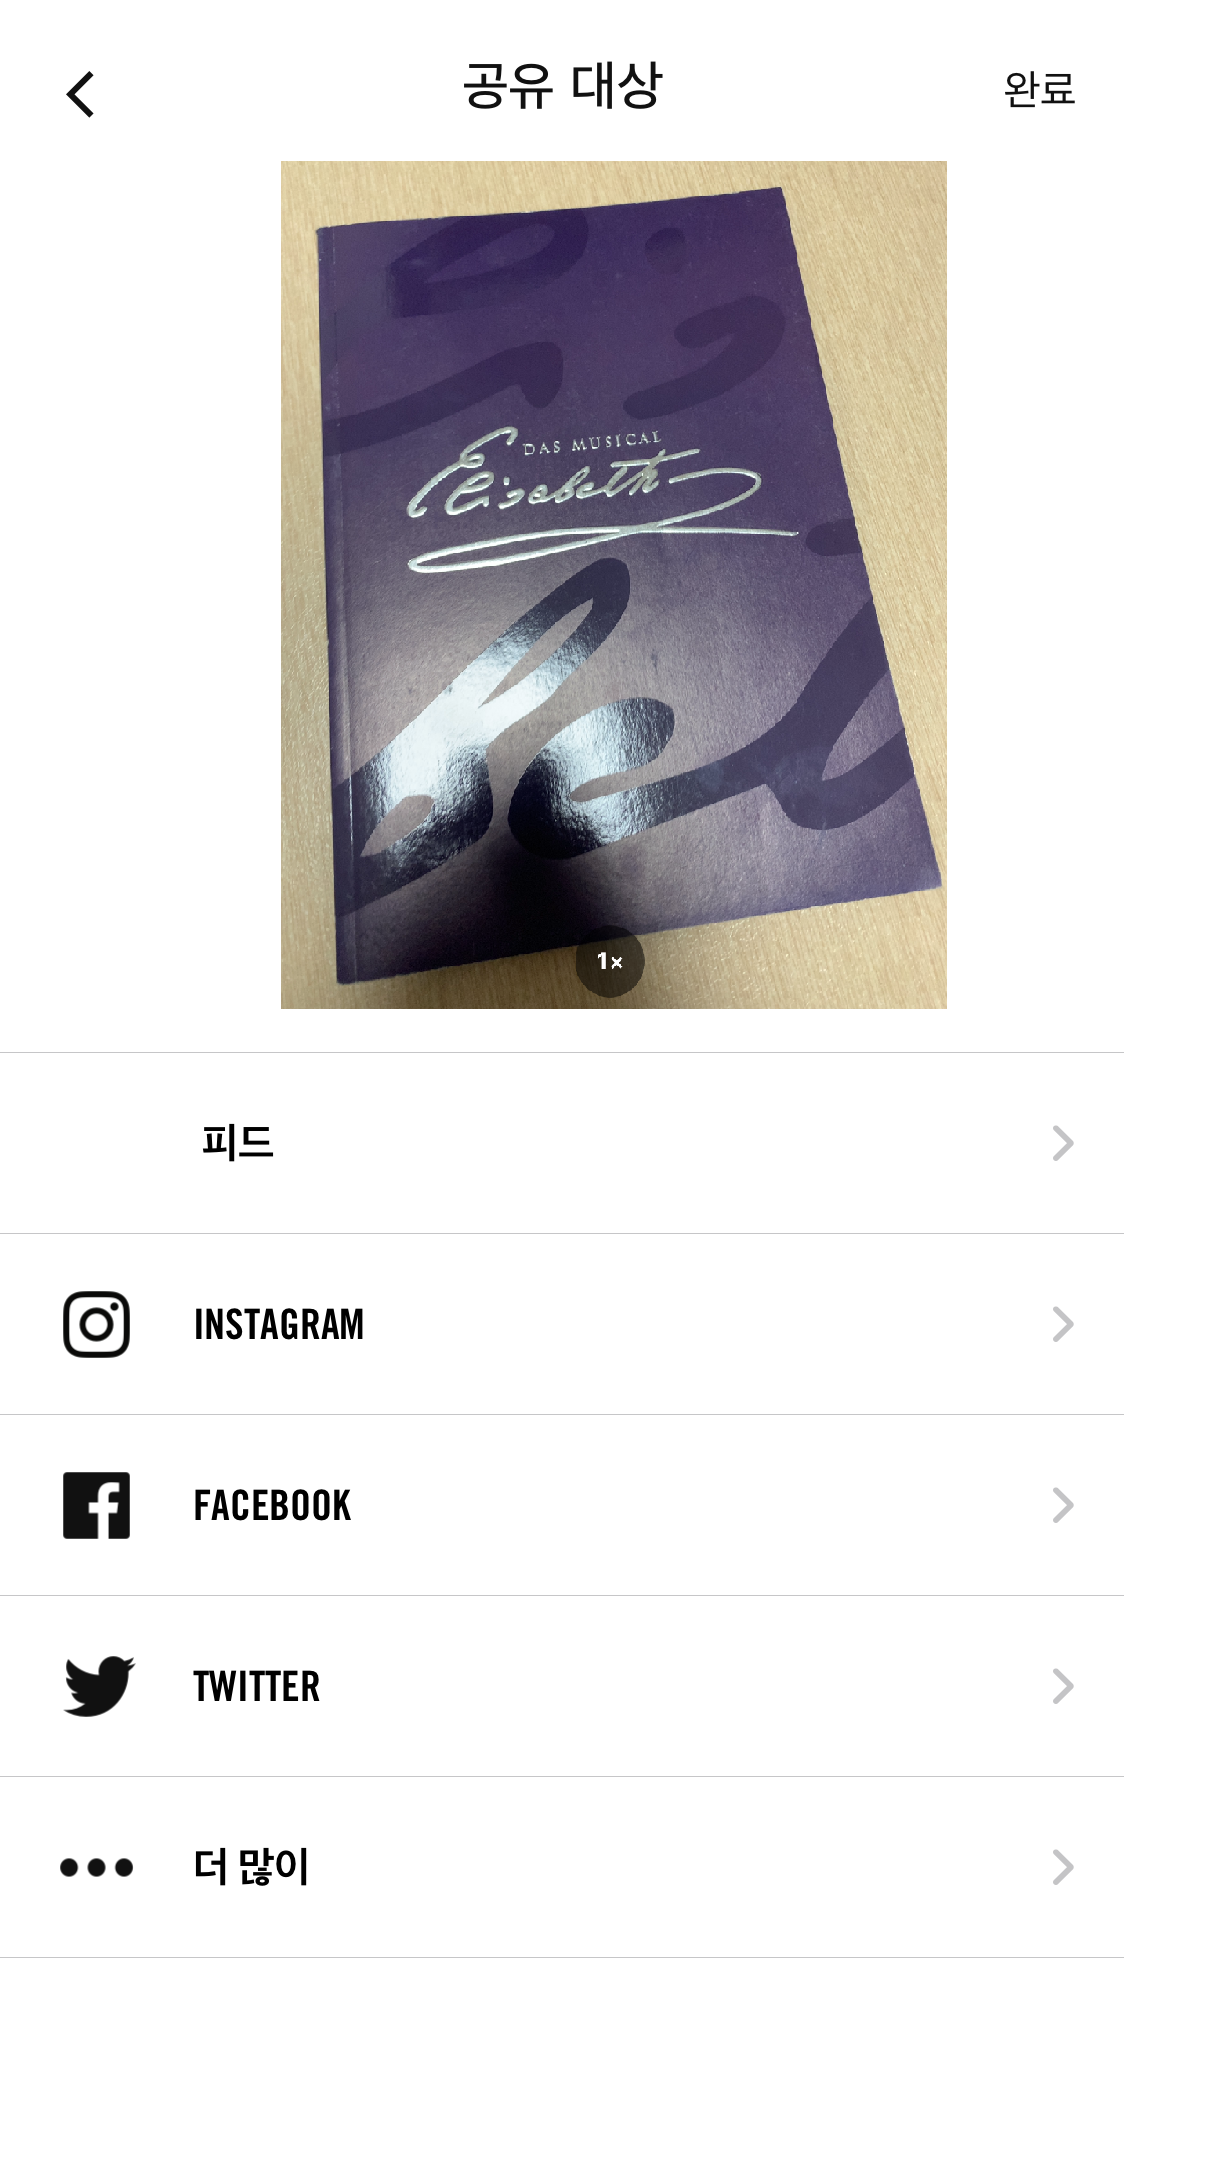 공유 대상
완료
DAS MUSICAL
Elisabeth
1×
피드
INSTAGRAM
FACEBOOK
TWITTER
더 많이